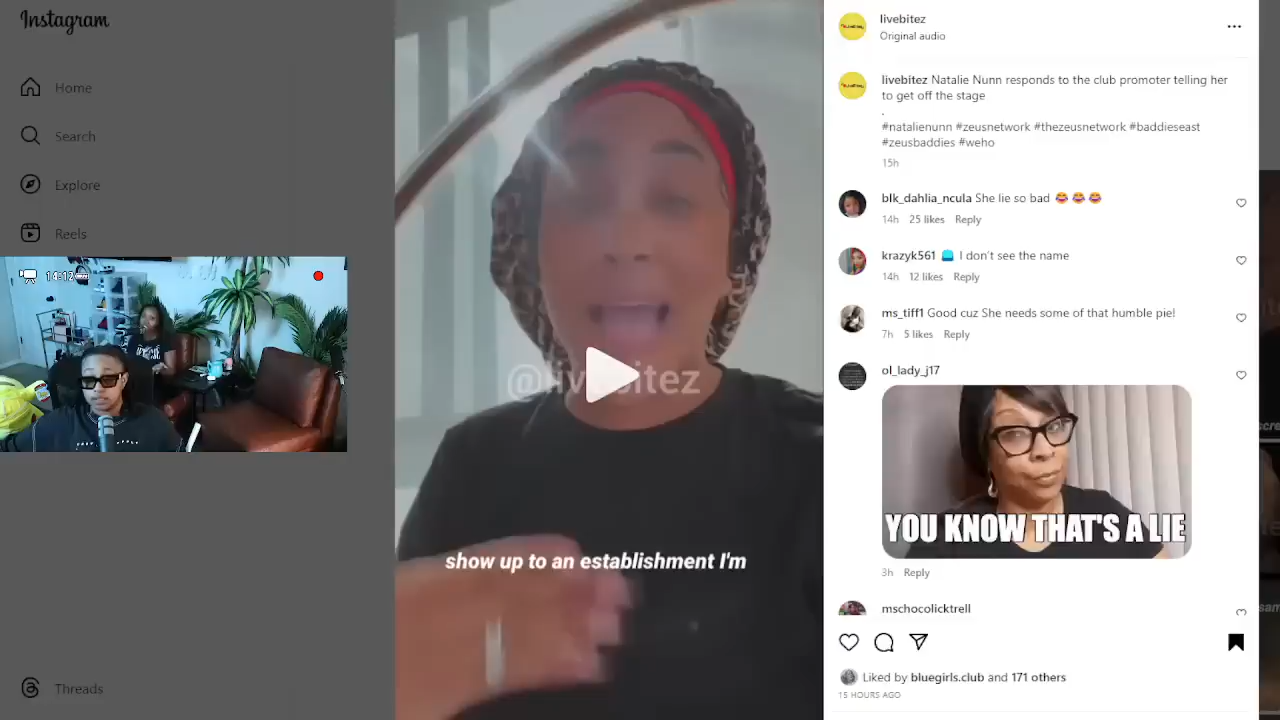 Instagram
Home
Search
Explore
Reels
Threads
@livebitez
show up to an establishment I'm
livebitez
Original audio
livebitez Natalie Nunn responds to the club promoter telling her
to get off the stage
.
#natalienunn #zeusnetwork #thezeusnetwork #baddieseast
#zeusbaddies #weho
15h
blk_dahlia_ncula She lie so bad 😂 😂 😂
14h 25 likes Reply
krazyk561 🧢 I don't see the name
14h 12 likes Reply
ms_tiff1 Good cuz She needs some of that humble pie!
7h 5 likes Reply
ol_lady_j17
YOU KNOW THAT'S A LIE
3h Reply
mschocolicktrell
Liked by bluegirls.club and 171 others
15 HOURS AGO